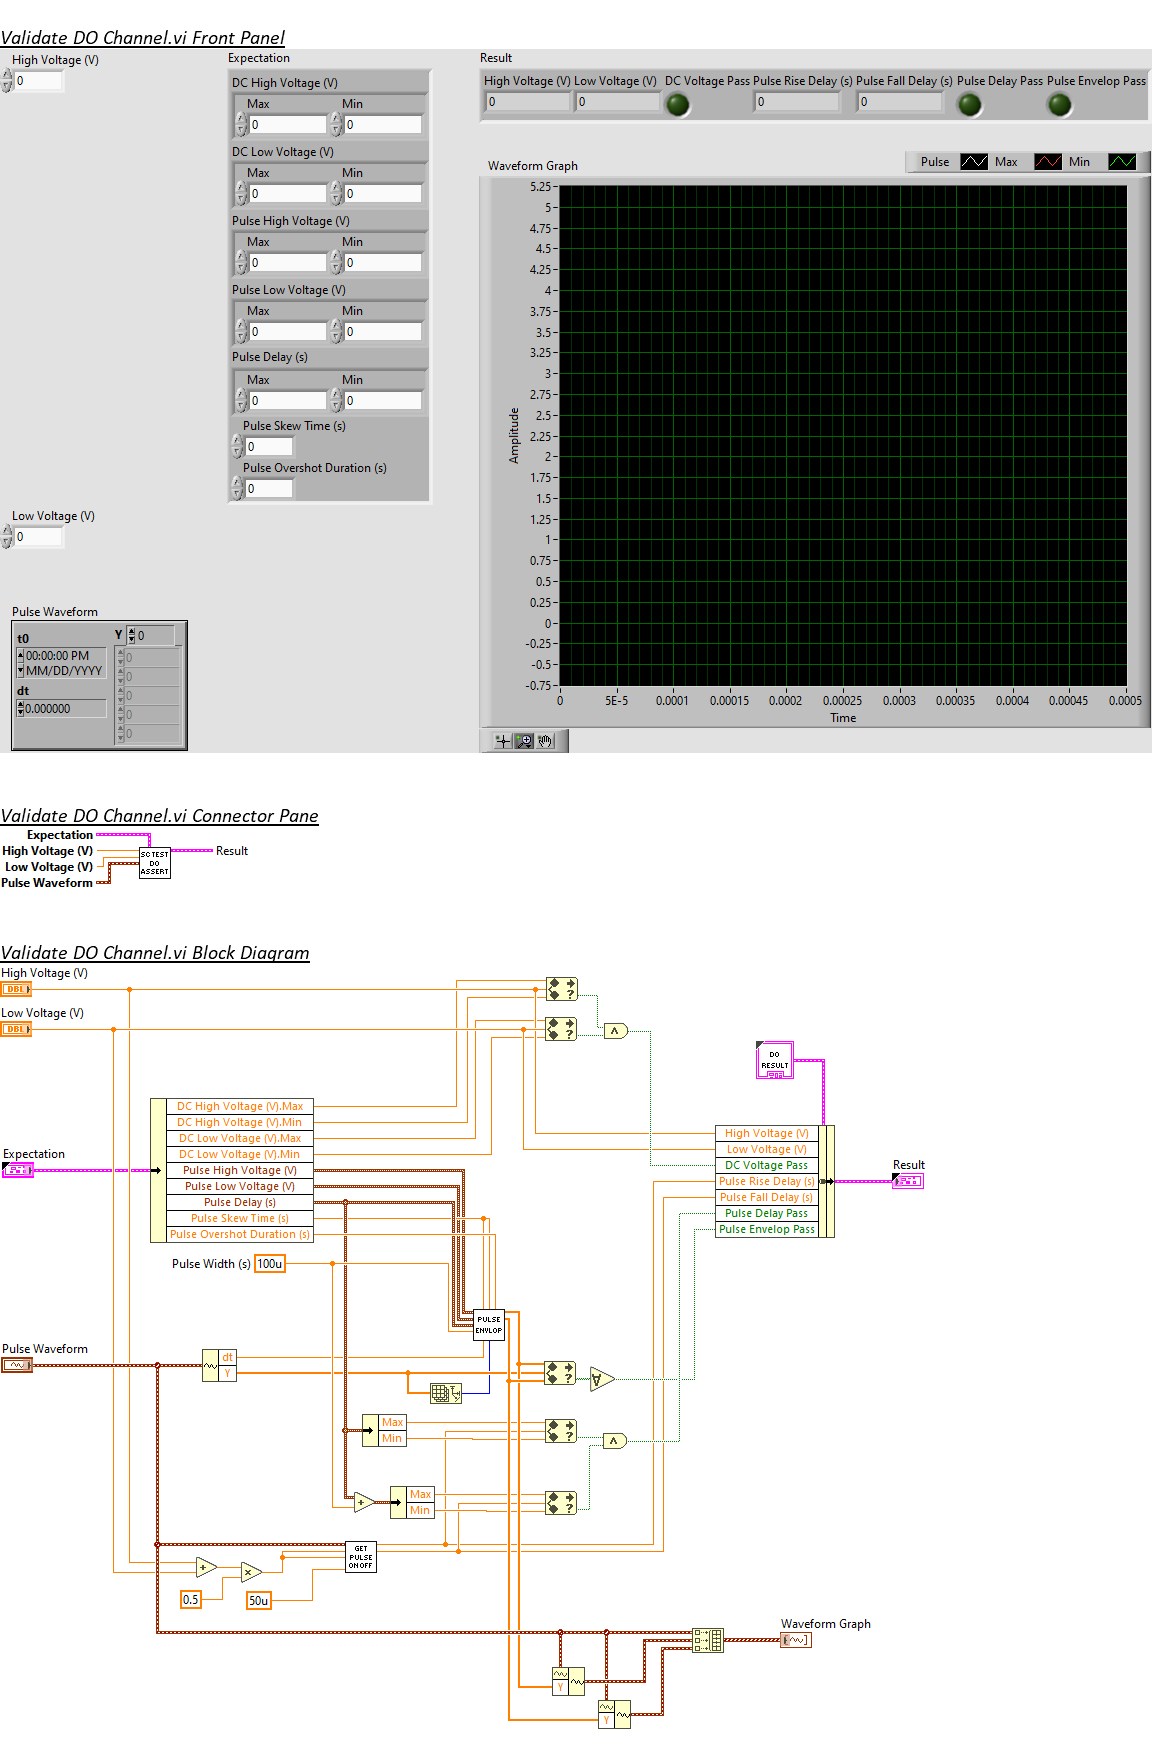 Validate DO Channel.vi Front Panel
High Voltage (V)
0
Expectation
DC High Voltage (V)
Max Min
0 0
DC Low Voltage (V)
Max Min
0 0
Pulse High Voltage (V)
Max Min
0 0
Pulse Low Voltage (V)
Max Min
0 0
Pulse Delay (s)
Max Min
0 0
Pulse Skew Time (s)
0
Pulse Overshot Duration (s)
0
Low Voltage (V)
0
Pulse Waveform
t0
00:00:00 PM
MM/DD/YYYY
dt
0.000000
Y 0
0
0
0
0
0
Result
High Voltage (V) Low Voltage (V) DC Voltage Pass Pulse Rise Delay (s) Pulse Fall Delay (s) Pulse Delay Pass Pulse Envelop Pass
0 0 0 0
Waveform Graph
Pulse Max Min
5.25
5
4.75
4.5
4.25
4
3.75
3.5
3.25
3
2.75
2.5
2.25
2
1.75
1.5
1.25
1
0.75
0.5
0.25
0
-0.25
-0.5
-0.75
Amplitude
0 5E-5 0.0001 0.00015 0.0002 0.00025 0.0003 0.00035 0.0004 0.00045 0.0005
Time
Validate DO Channel.vi Connector Pane
Expectation
High Voltage (V)
Low Voltage (V)
Pulse Waveform
SC TEST
DO
ASSERT
Result
Validate DO Channel.vi Block Diagram
High Voltage (V)
DBL
Low Voltage (V)
DBL
DO
RESULT
DC High Voltage (V).Max
DC High Voltage (V).Min
DC Low Voltage (V).Max
DC Low Voltage (V).Min
Pulse High Voltage (V)
Pulse Low Voltage (V)
Pulse Delay (s)
Pulse Skew Time (s)
Pulse Overshot Duration (s)
Expectation
High Voltage (V)
Low Voltage (V)
DC Voltage Pass
Pulse Rise Delay (s)
Pulse Fall Delay (s)
Pulse Delay Pass
Pulse Envelop Pass
Result
Pulse Width (s) 100u
PULSE
ENVLOP
Pulse Waveform
dt
Y
Max
Min
Max
Min
GET
PULSE
ON OFF
0.5
50u
Waveform Graph
Y
Y